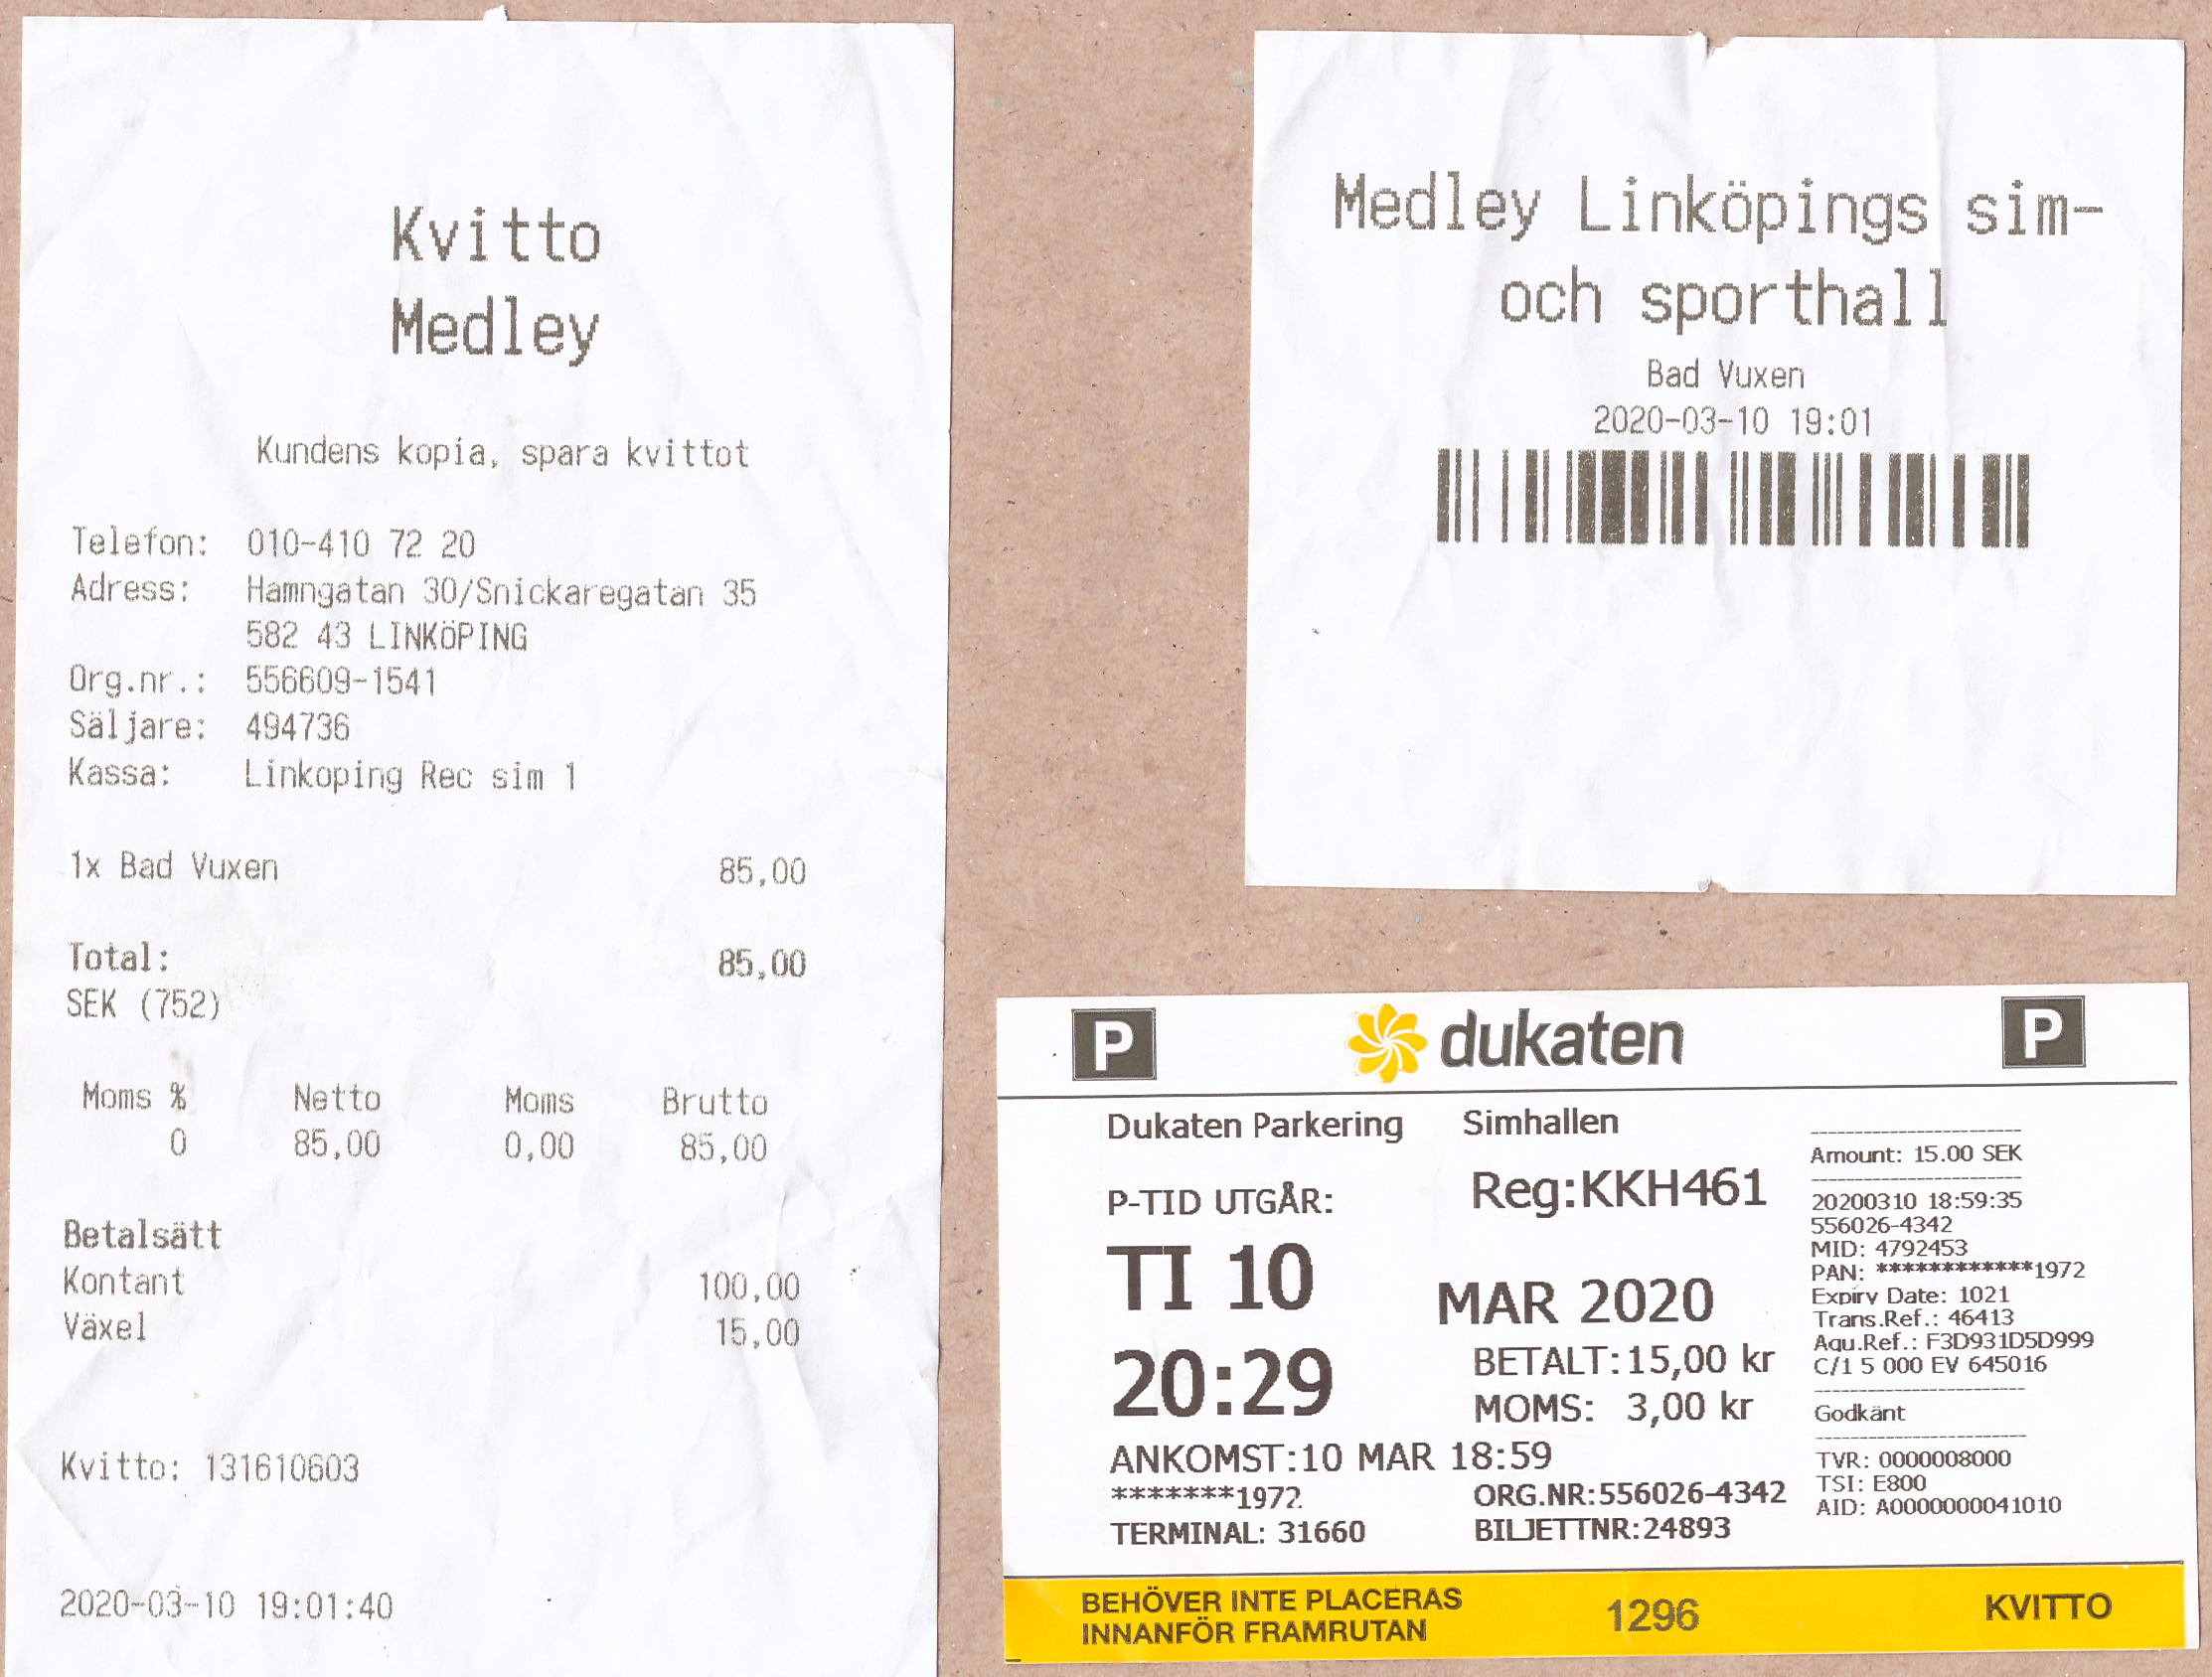 Kvitto
Medley
Kundens kopia, spara kvittot
Telefon: 010-410 72 20
Adress: Hamngatan 30/Snickaregatan 35
582 43 LINKÖPING
Org.nr.: 556609-1541
Säljare: 494736
Kassa: Linkoping Rec sim 1
1x Bad Vuxen 85,00
Total: 85,00
SEK (752)
Moms % Netto Moms Brutto
0 85,00 0,00 85,00
Betalsätt
Kontant 100,00
Växel 15,00
Kvitto: 131610603
2020-03-10 19:01:40
Medley Linköpings sim-
och sporthall
Bad Vuxen
2020-03-10 19:01
P dukaten P
Dukaten Parkering Simhallen
P-TID UTGÅR: Reg:KKH461
TI 10 MAR 2020
20:29 BETALT:15,00 kr
MOMS: 3,00 kr
ANKOMST:10 MAR 18:59
*******1972 ORG.NR:556026-4342
TERMINAL: 31660 BILJETTNR:24893
------------------------
Amount: 15.00 SEK
------------------------
20200310 18:59:35
556026-4342
MID: 4792453
PAN: ************1972
Expiry Date: 1021
Trans.Ref.: 46413
Aqu.Ref.: F3D931D5D999
C/1 5 000 EV 645016
------------------------
Godkänt
------------------------
TVR: 0000008000
TSI: E800
AID: A0000000041010
BEHÖVER INTE PLACERAS
INNANFÖR FRAMRUTAN
1296
KVITTO